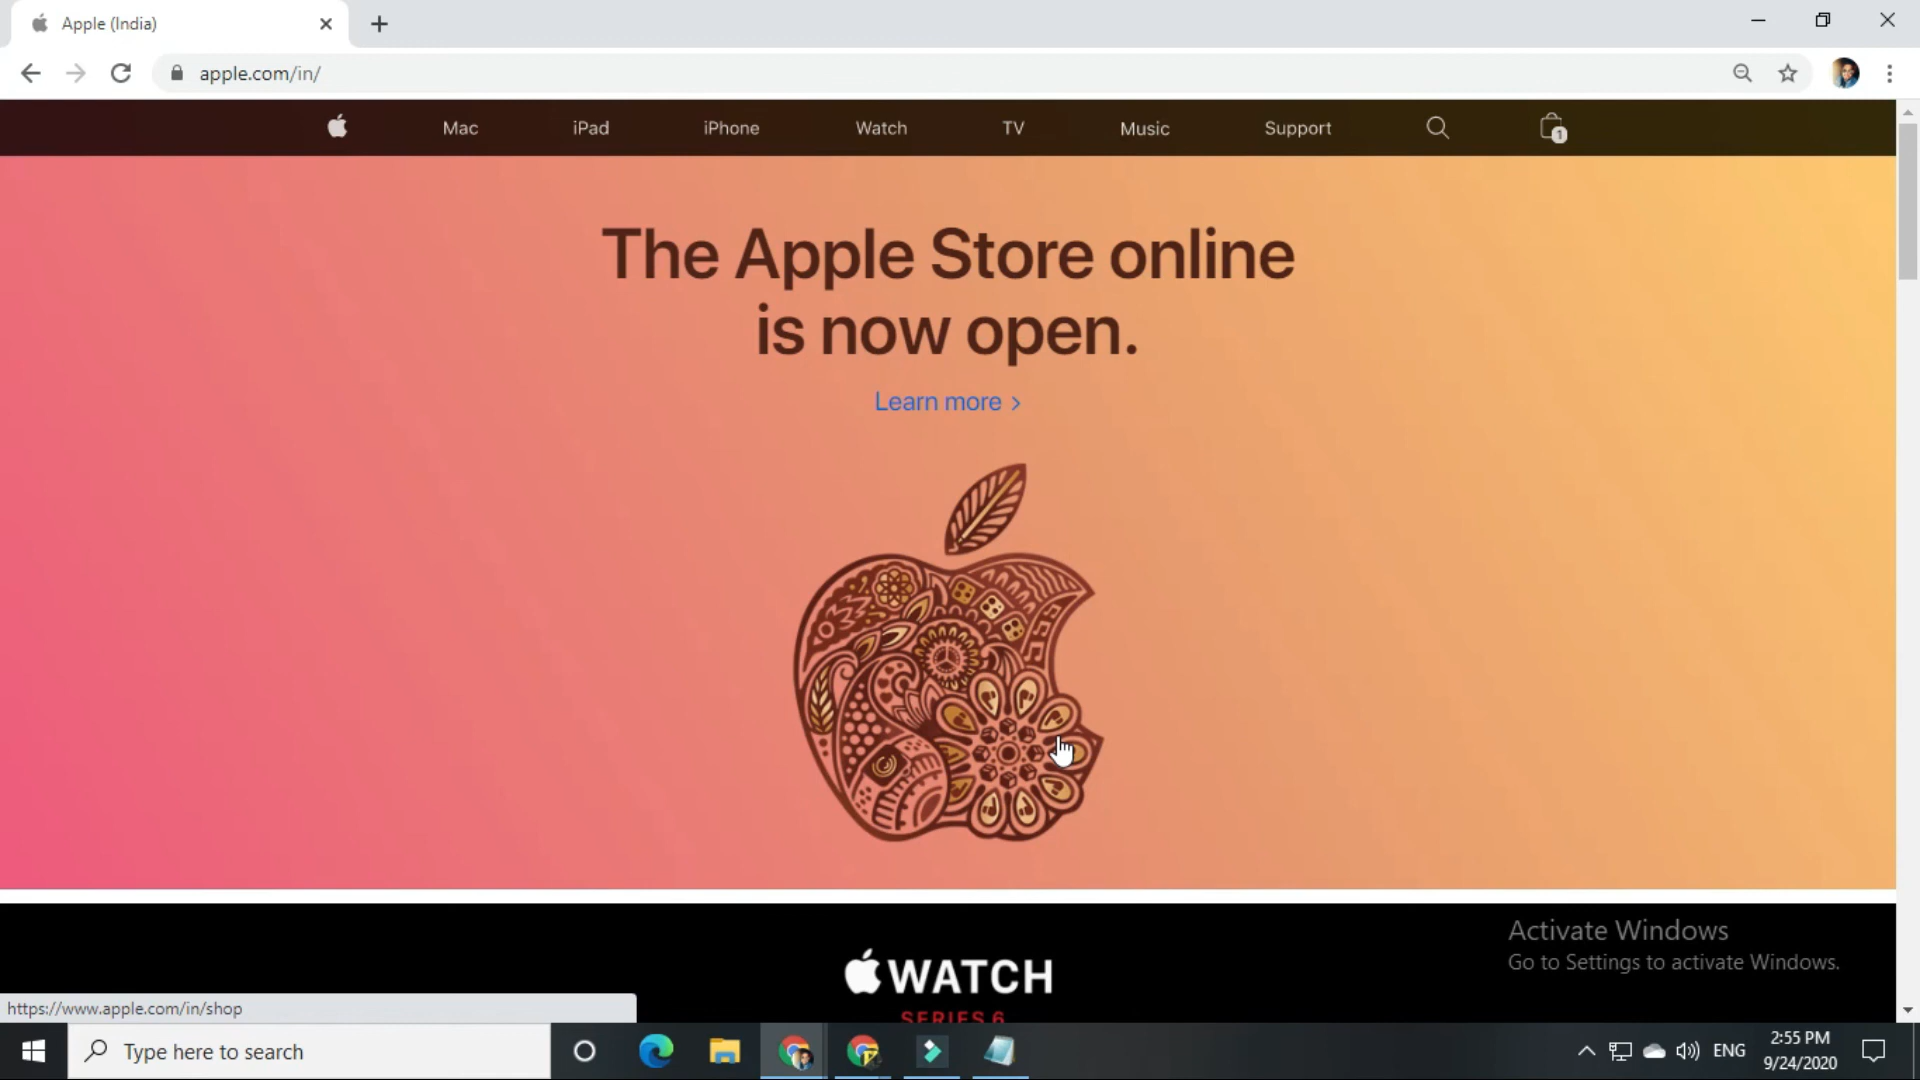 Apple (India)
apple.com/in/
Mac
iPad
iPhone
Watch
TV
Music
Support
1
The Apple Store online
is now open.
Learn more >
WATCH
SERIES 6
Activate Windows
Go to Settings to activate Windows.
https://www.apple.com/in/shop
Type here to search
ENG
2:55 PM
9/24/2020